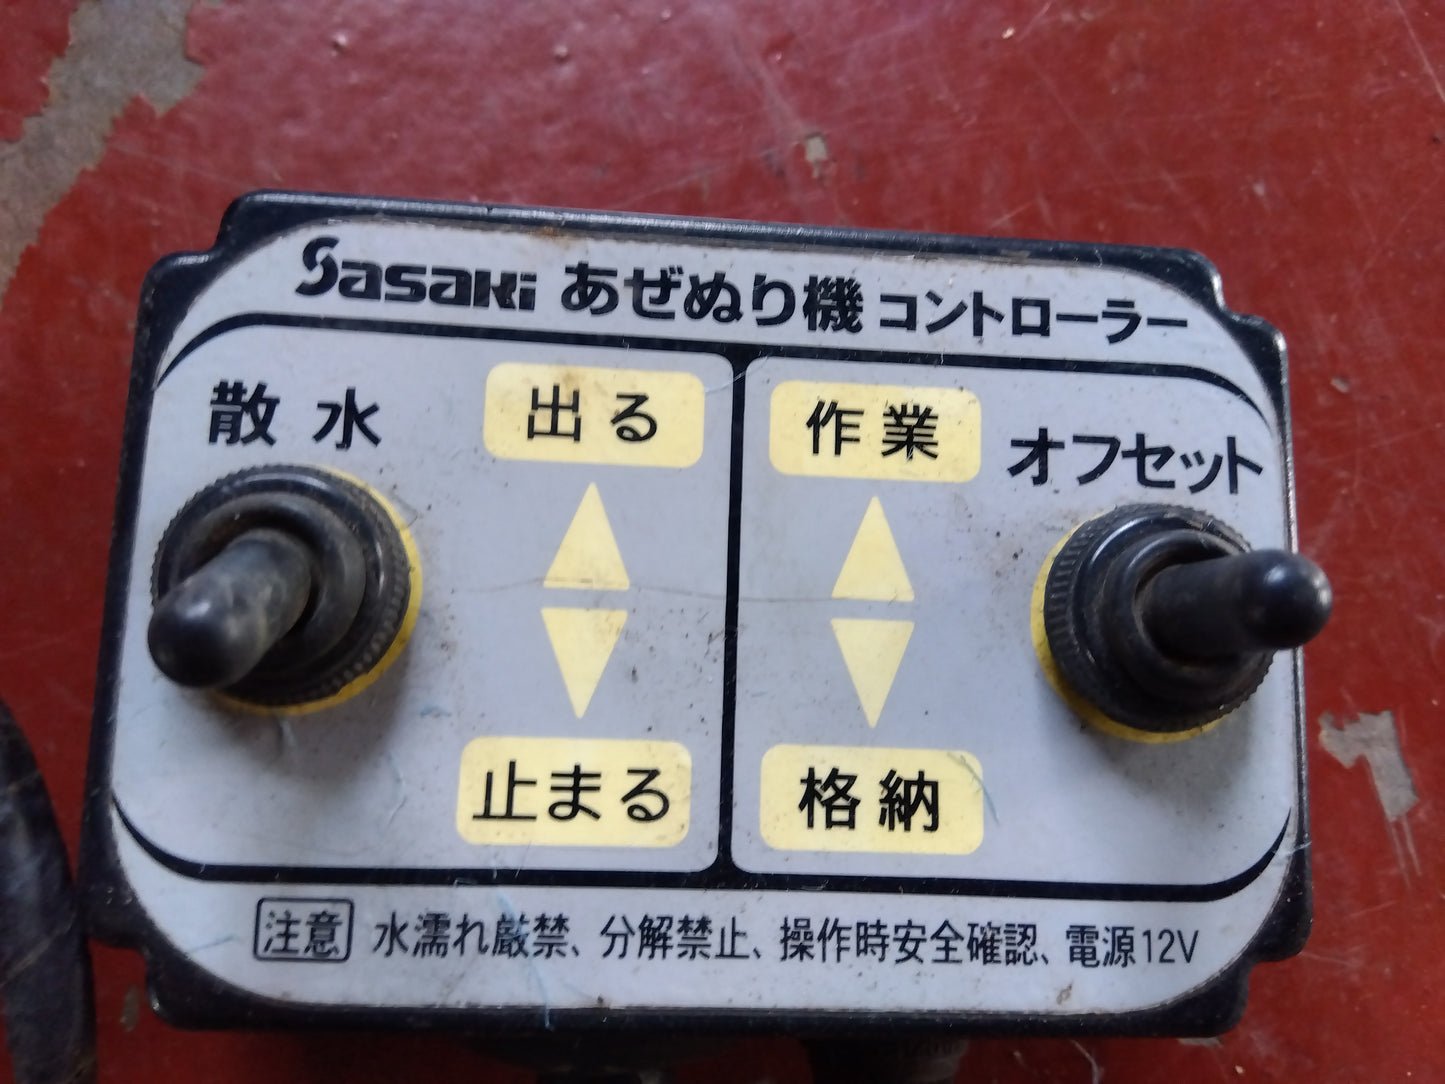 Sasaki あぜぬり機 コントローラー
散水
出る
止まる
作業
オフセット
格納
注意 水濡れ厳禁、分解禁止、操作時安全確認、電源12V